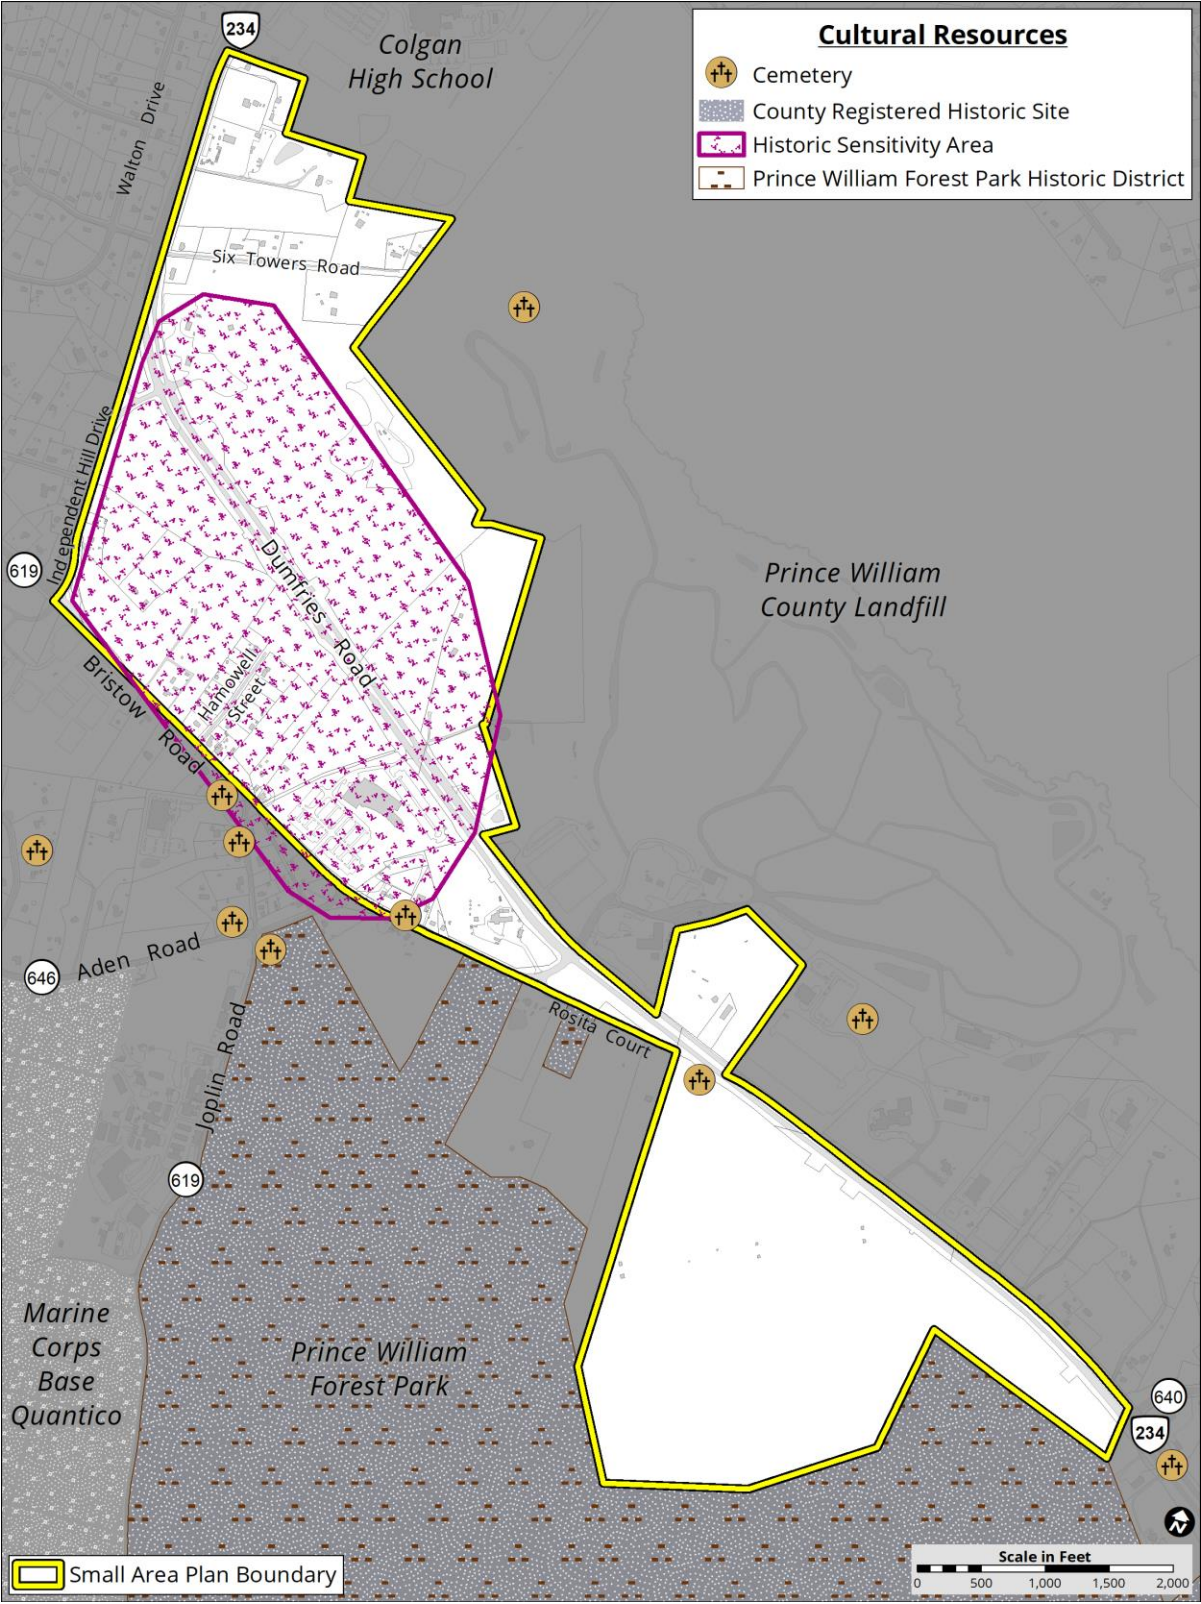 234
Colgan
High School
Cultural Resources
Cemetery
County Registered Historic Site
Historic Sensitivity Area
Prince William Forest Park Historic District
Walton Drive
Six Towers Road
Independent Hill Drive
619
Dumfries Road
Prince William
County Landfill
Hamowell
Street
Bristow Road
Aden Road
646
Rosita Court
Joplin Road
619
Marine
Corps
Base
Quantico
Prince William
Forest Park
640
234
N
Small Area Plan Boundary
Scale in Feet
0 500 1,000 1,500 2,000